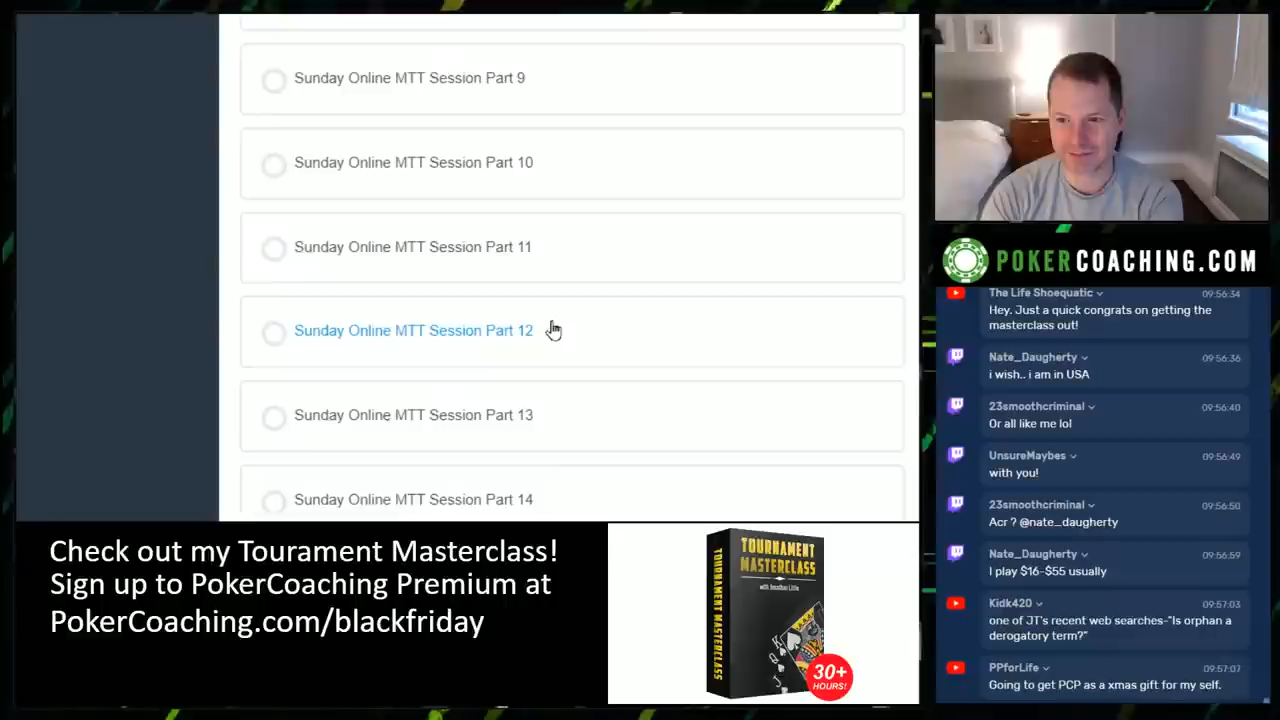 Sunday Online MTT Session Part 9
Sunday Online MTT Session Part 10
Sunday Online MTT Session Part 11
Sunday Online MTT Session Part 12
Sunday Online MTT Session Part 13
Sunday Online MTT Session Part 14
Check out my Tourament Masterclass!
Sign up to PokerCoaching Premium at
PokerCoaching.com/blackfriday
TOURNAMENT MASTERCLASS
TOURNAMENT
MASTERCLASS
with Jonathan Little
K
Q
J
30+
HOURS!
POKERCOACHING.COM
The Life Shoequatic 09:56:34
Hey. Just a quick congrats on getting the
masterclass out!
Nate_Daugherty 09:56:36
i wish.. i am in USA
23smoothcriminal 09:56:40
Or all like me lol
UnsureMaybes 09:56:49
with you!
23smoothcriminal 09:56:50
Acr ? @nate_daugherty
Nate_Daugherty 09:56:59
I play $16-$55 usually
Kidk420 09:57:03
one of JT's recent web searches-"Is orphan a
derogatory term?"
PPforLife 09:57:07
Going to get PCP as a xmas gift for my self.